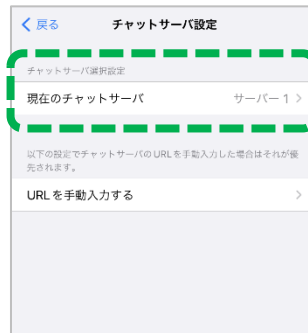 戻る
チャットサーバ設定
チャットサーバ選択設定
現在のチャットサーバ
サーバー 1
以下の設定でチャットサーバのURLを手動入力した場合はそれが優
先されます。
URLを手動入力する